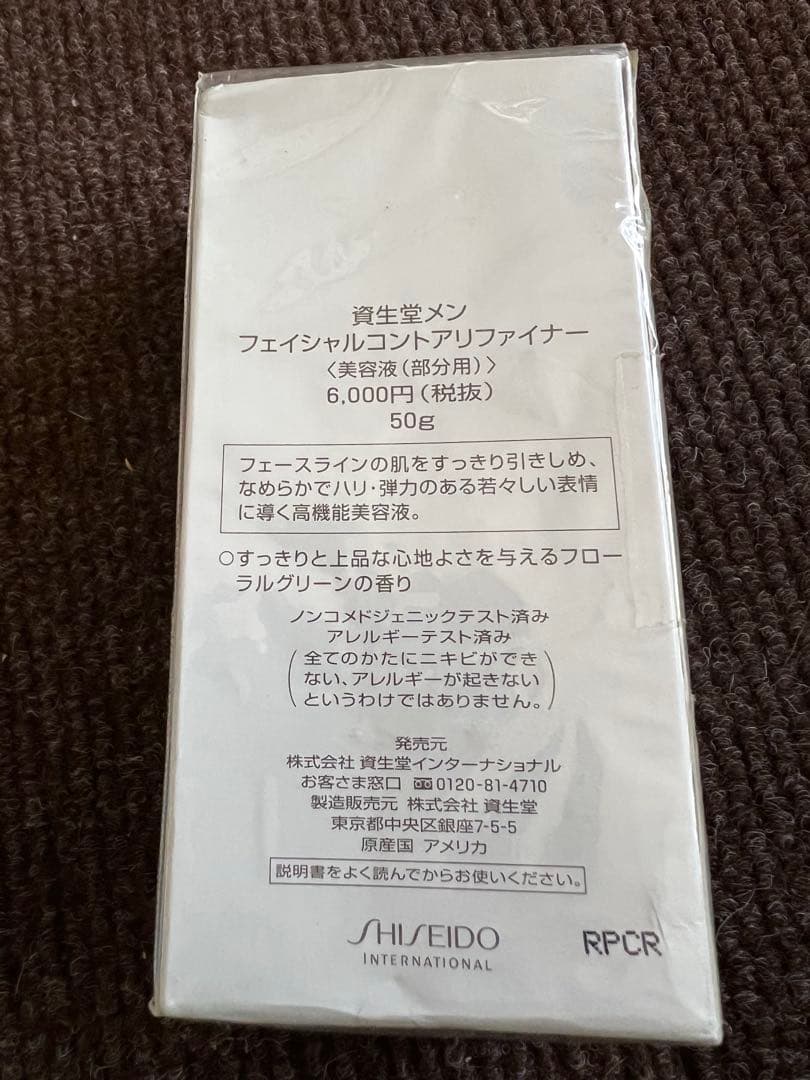 資生堂メン
フェイシャルコントアリファイナー
〈美容液(部分用)〉
6,000円(税抜)
50g
フェースラインの肌をすっきり引きしめ、
なめらかでハリ・弾力のある若々しい表情
に導く高機能美容液。
○すっきりと上品な心地よさを与えるフロー
ラルグリーンの香り
ノンコメドジェニックテスト済み
アレルギーテスト済み
(全てのかたにニキビができ
ない、アレルギーが起きない
というわけではありません。)
発売元
株式会社 資生堂インターナショナル
お客さま窓口 0120-81-4710
製造販売元 株式会社 資生堂
東京都中央区銀座7-5-5
原産国 アメリカ
説明書をよく読んでからお使いください。
SHISEIDO
INTERNATIONAL
RPCR